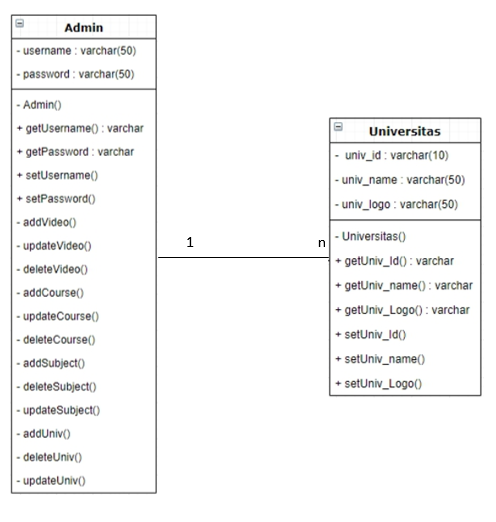 Admin
- username : varchar(50)
- password : varchar(50)
- Admin()
+ getUsername() : varchar
+ getPassword : varchar
+ setUsername()
+ setPassword()
- addVideo()
- updateVideo()
- deleteVideo()
- addCourse()
- updateCourse()
- deleteCourse()
- addSubject()
- deleteSubject()
- updateSubject()
- addUniv()
- deleteUniv()
- updateUniv()
1
n
Universitas
- univ_id : varchar(10)
- univ_name : varchar(50)
- univ_logo : varchar(50)
- Universitas()
+ getUniv_Id() : varchar
+ getUniv_name() : varchar
+ getUniv_Logo() : varchar
+ setUniv_Id()
+ setUniv_name()
+ setUniv_Logo()